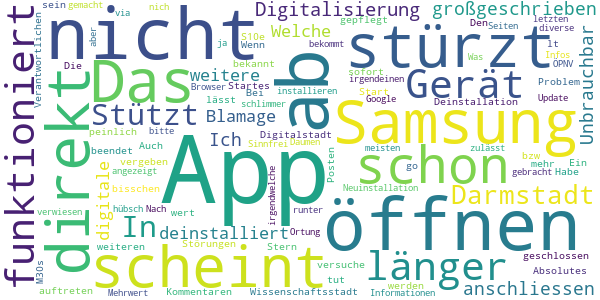 sein
gemacht
via
nich
Digitalisierung
großgeschrieben
Verantwortlichen
aber
nicht
ja
S10e
Wenn
Welche
gepflegt
Den
Seiten
letzten
diverse
bekommt
stürzt
lt
Infos
ÖPNV
Was
Die
Das
weitere
bekannt
Browser
Startes
Bei
installieren
sofort
irgendeinen
Start
Google
Gerät
Problem
Update
Deinstallation
Unbrauchbar
funktioniert
direkt
Stützt
lässt
schlimmer
Blamage
ab
Samsung
peinlich
bitte
Ich
Digitalstadt
beendet
Auch
App
Sinnfrei
Daumen
Posten
meisten
zulässt
bzw
mehr
Ein
vergeben
angezeigt
schon
go
gebracht
Habe
digitale
bisschen
Neuinstallation
Darmstadt
verwiesen
hübsch
Nach
wert
irgendwelche
runter
öffnen
In
deinstalliert
Ortung
weiteren
Störungen
Stern
versuche
länger
geschlossen
Absolutes
M30s
scheint
tut
werden
anschliessen
auftreten
Mehrwert
Kommentaren
Wissenschaftsstadt
Informationen